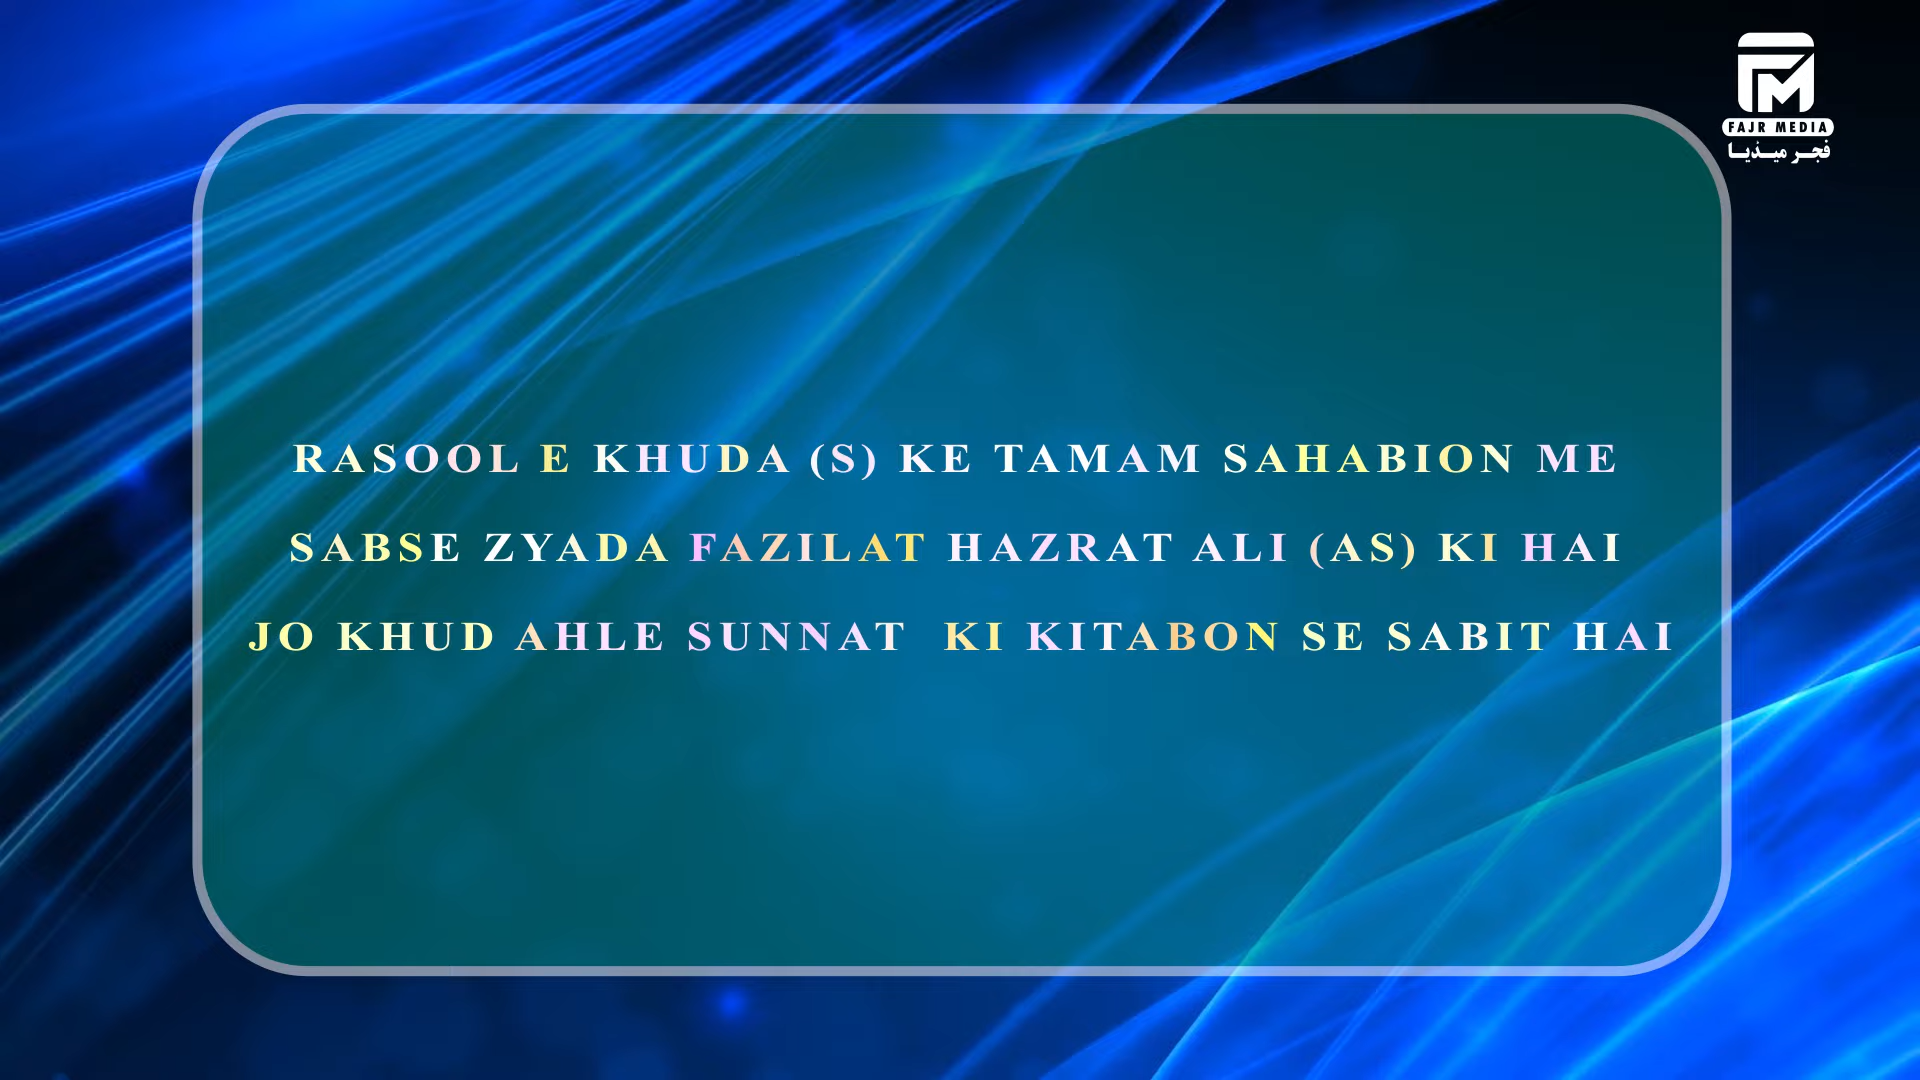 FAJR MEDIA
فجر میڈیا
RASOOL E KHUDA (S) KE TAMAM SAHABION ME
SABSE ZYADA FAZILAT HAZRAT ALI (AS) KI HAI
JO KHUD AHLE SUNNAT KI KITABON SE SABIT HAI